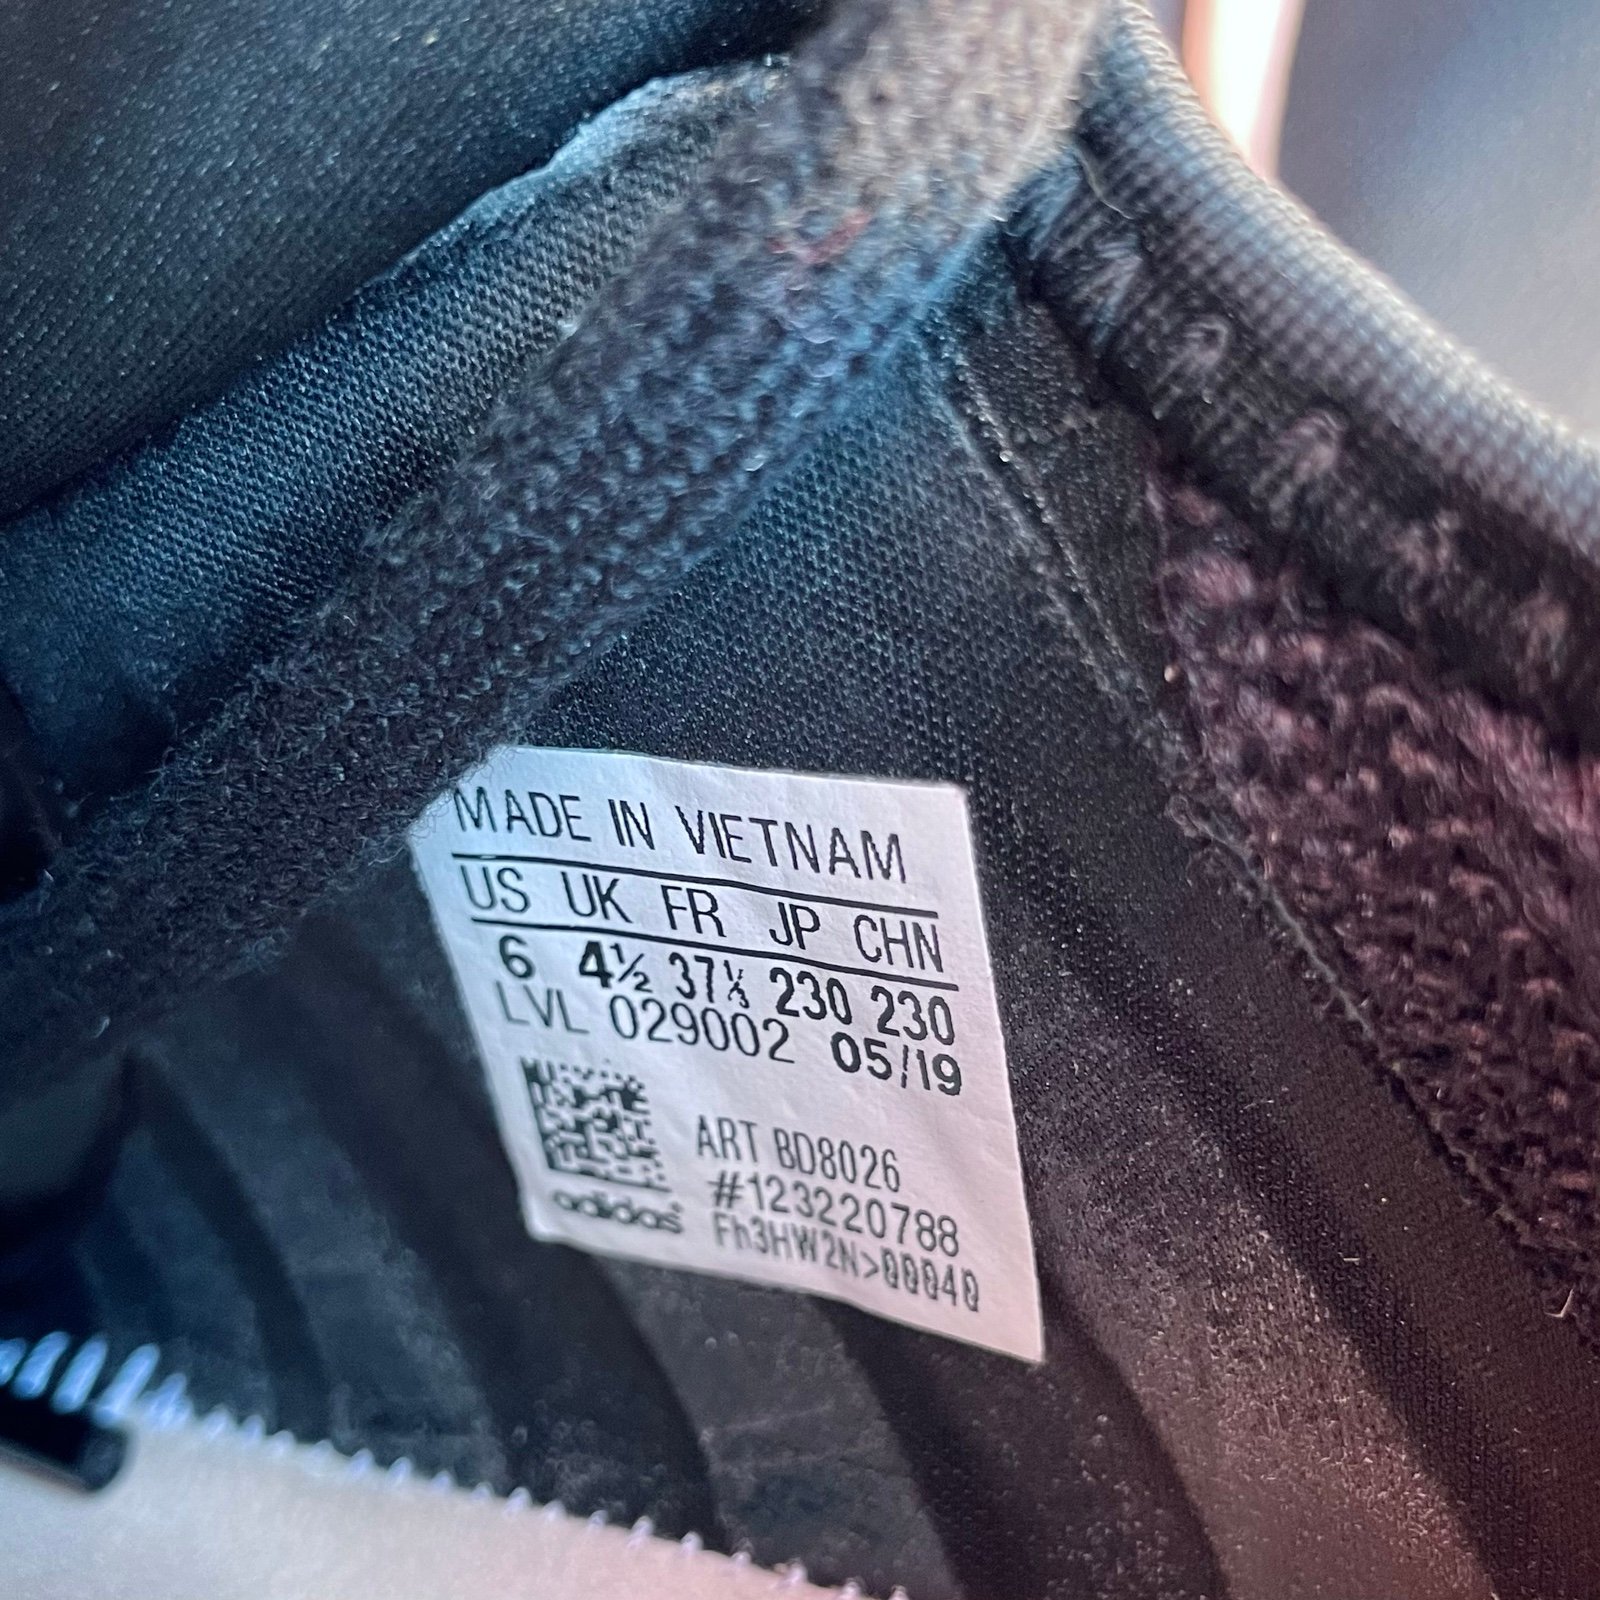 MADE IN VIETNAM
US UK FR JP CHN
6 4½ 37⅓ 230 230
LVL 029002 05/19
ART BD8026
#123220788
Fh3HW2N>00040
adidas